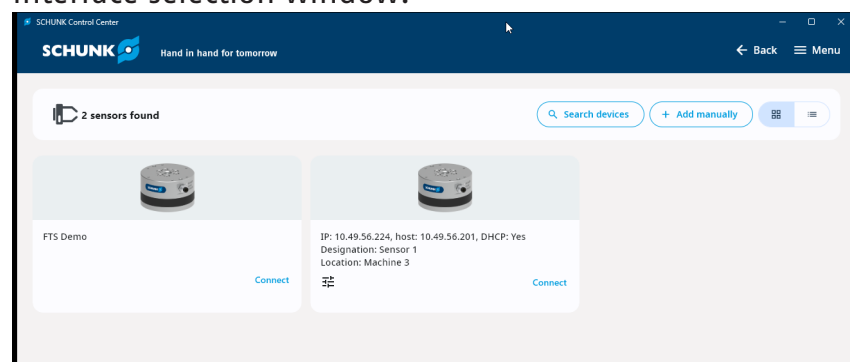 interface selection window.
SCHUNK Control Center
SCHUNK
Hand in hand for tomorrow
Back
Menu
2 sensors found
Search devices
Add manually
SCHUNK
SCHUNK
FTS Demo
Connect
IP: 10.49.56.224, host: 10.49.56.201, DHCP: Yes
Designation: Sensor 1
Location: Machine 3
Connect